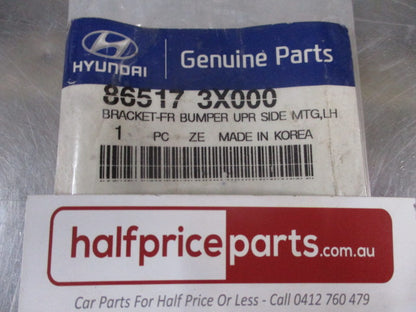 HYUNDAI
Genuine Parts
86517 3X000
BRACKET-FR BUMPER UPR SIDE MTG,LH
1 PC ZE MADE IN KOREA
halfpriceparts.com.au
Car Parts For Half Price Or Less - Call 0412 760 479